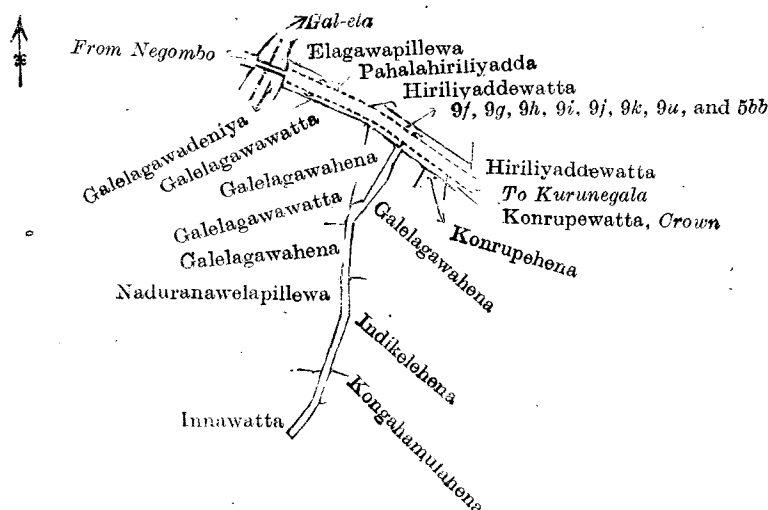 Gal-ela
From Negombo
Elagawapillewa
Pahalahiriliyadda
Hiriliyaddewatta
9f, 9g, 9h, 9i, 9j, 9k, 9u, and 5bb
Galelagawadeniya
Galelagawawatta
Galelagawahena
Hiriliyaddewatta
To Kurunegala
Konrupewatta, Crown
Galelagawawatta
Galelagawahena
Konrupehena
Galelagawahena
Naduranawelapillewa
Indikelehena
Innawatta
Kongahamulahena